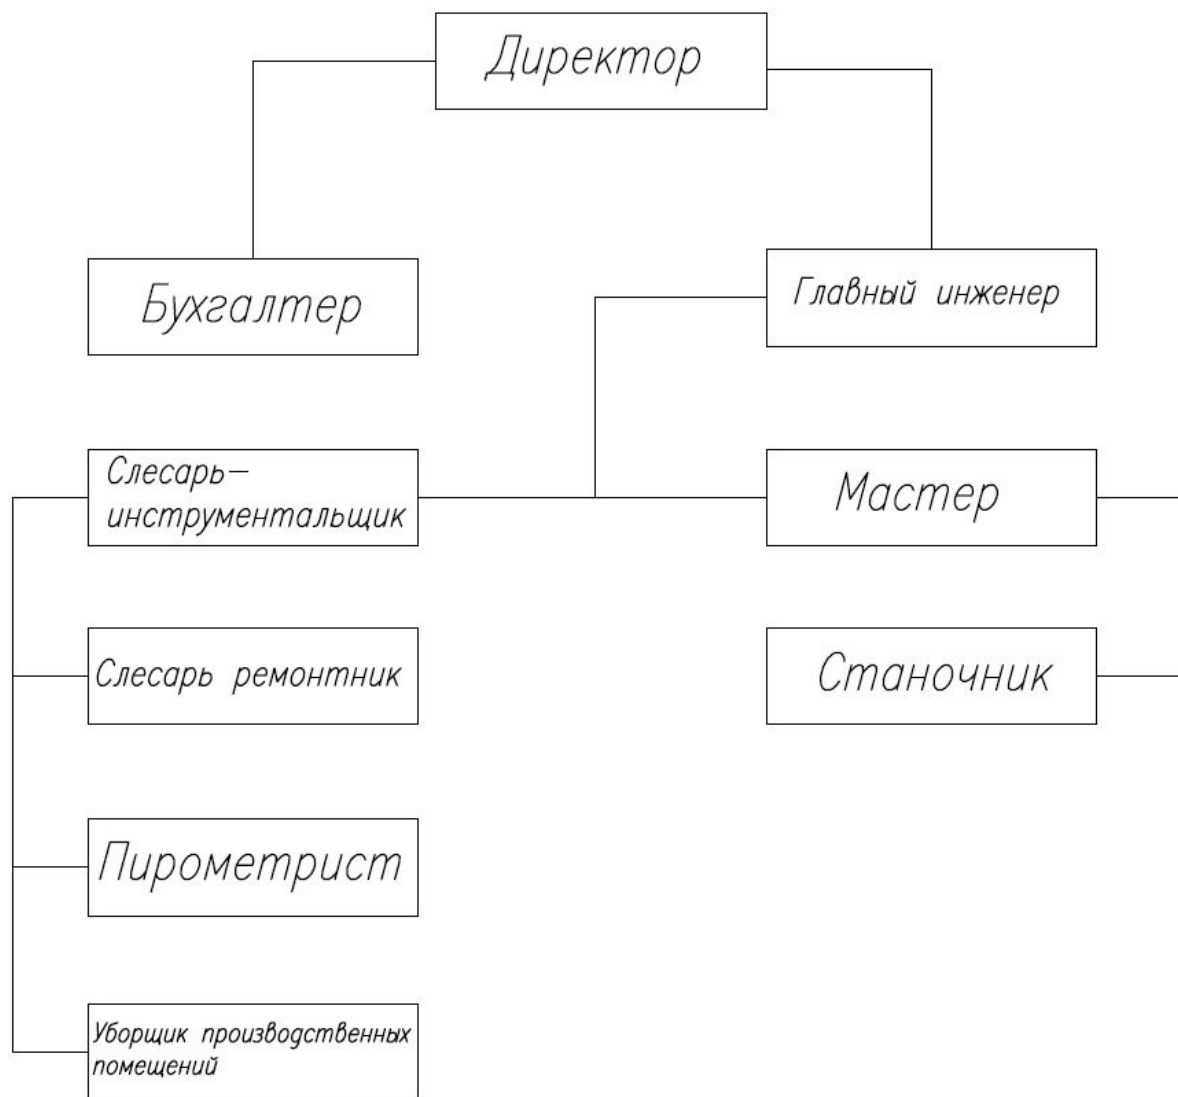 Директор
Бухгалтер
Главный инженер
Слесарь-
инструментальщик
Мастер
Слесарь ремонтник
Станочник
Пирометрист
Уборщик производственных
помещений